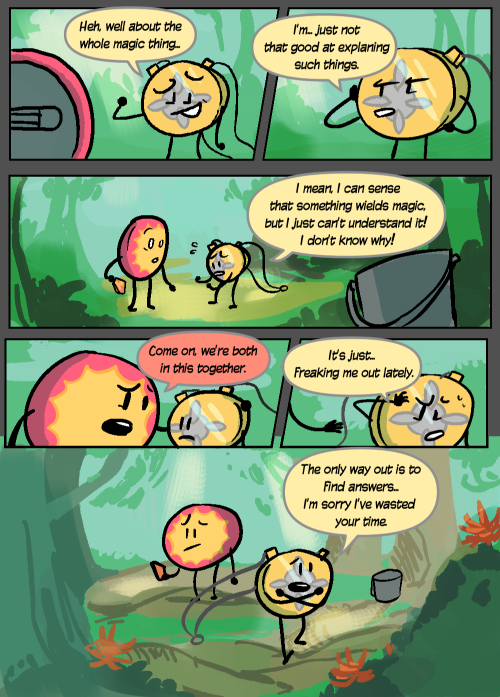 Heh, well about the
whole magic thing..
I'm.. just not
that good at explaning
such things.
I mean, I can sense
that something wields magic,
but I just can't understand it!
I don't know why!
Come on, we're both
in this together.
It's just..
Freaking me out lately.
The only way out is to
find answers..
I'm sorry I've wasted
your time.